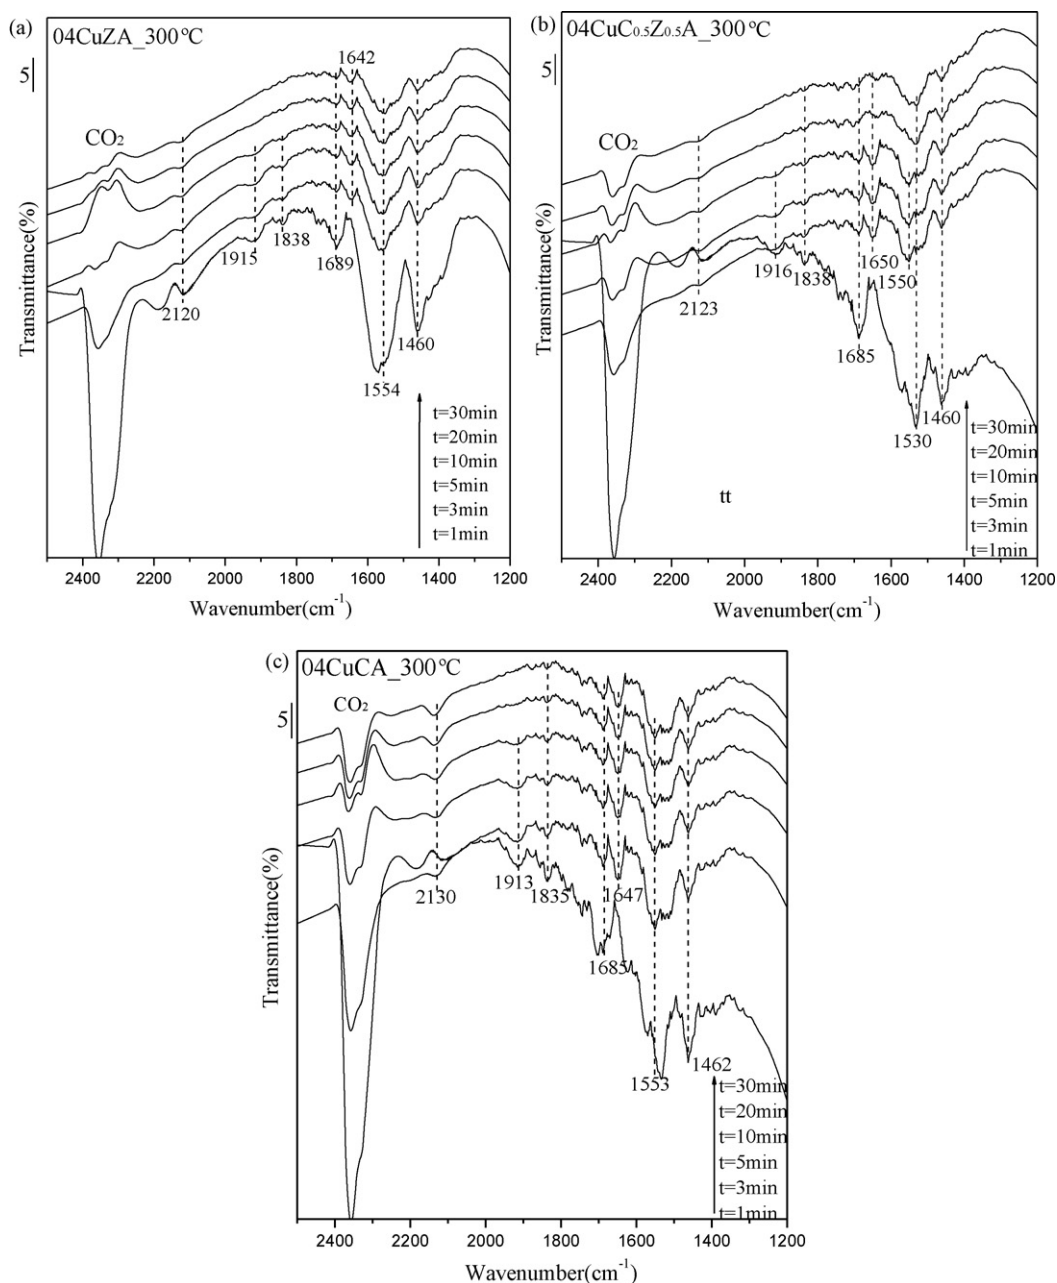 (a)
04CuZA_300°C
5
CO₂
1642
2120
1915
1838
1689
1554
1460
t=30min
t=20min
t=10min
t=5min
t=3min
t=1min
Transmittance(%)
2400 2200 2000 1800 1600 1400 1200
Wavenumber(cm⁻¹)
(b)
04CuC₀.₅Z₀.₅A_300°C
5
CO₂
2123
1916
1838
1685
1650
1550
1530
1460
tt
t=30min
t=20min
t=10min
t=5min
t=3min
t=1min
Transmittance(%)
2400 2200 2000 1800 1600 1400 1200
Wavenumber(cm⁻¹)
(c)
04CuCA_300°C
5
CO₂
2130
1913
1835
1685
1647
1553
1462
t=30min
t=20min
t=10min
t=5min
t=3min
t=1min
Transmittance(%)
2400 2200 2000 1800 1600 1400 1200
Wavenumber(cm⁻¹)